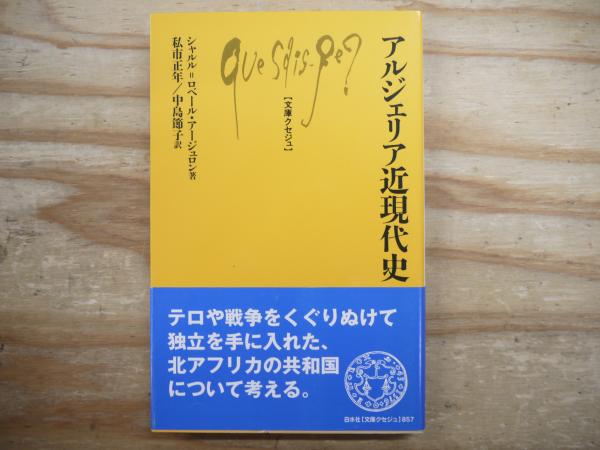 アルジェリア近現代史
Que sais-je?
［文庫クセジュ］
シャルル＝ロベール・アージュロン著
私市正年／中島節子訳
テロや戦争をくぐりぬけて
独立を手に入れた、
北アフリカの共和国
について考える。
白水社［文庫クセジュ］857